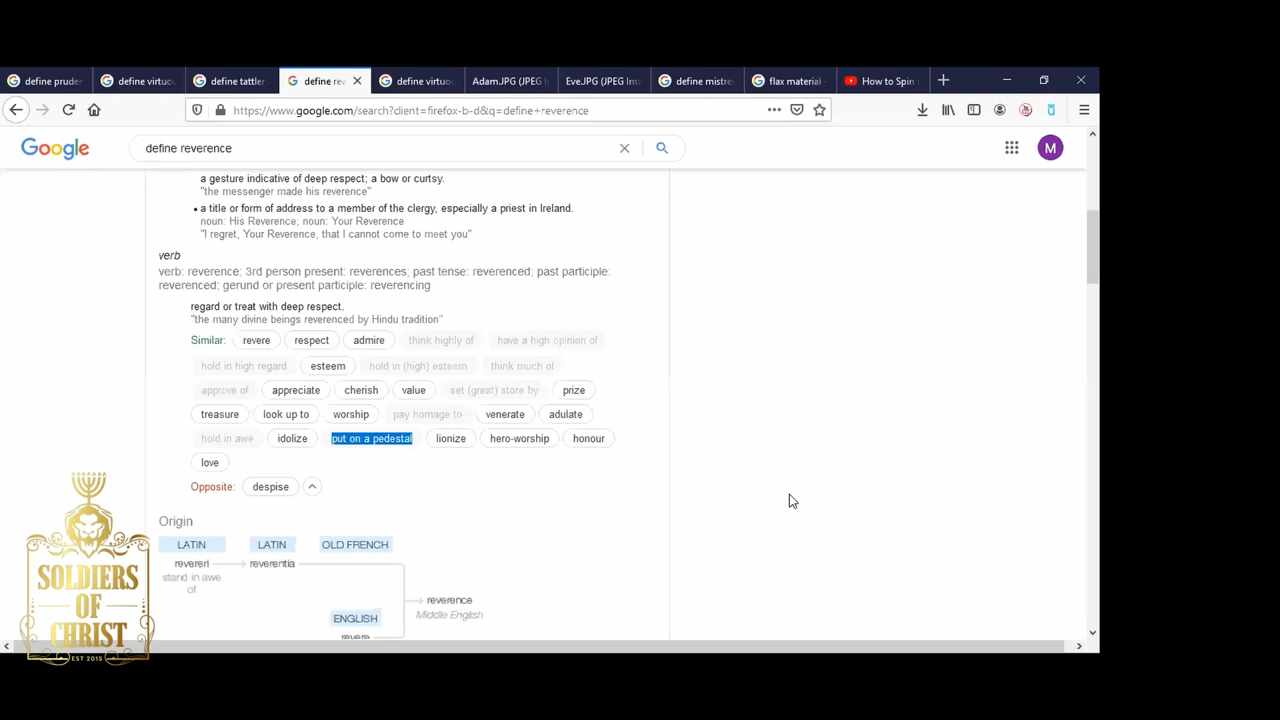 define pruden
define virtuou
define tattler
define rev
define virtuou
Adam.JPG (JPEG I
Eve.JPG (JPEG Ima
define mistres
flax material -
How to Spin
https://www.google.com/search?client=firefox-b-d&q=define+reverence
Google
define reverence
M
a gesture indicative of deep respect; a bow or curtsy.
"the messenger made his reverence"
• a title or form of address to a member of the clergy, especially a priest in Ireland.
noun: His Reverence; noun: Your Reverence
"I regret, Your Reverence, that I cannot come to meet you"
verb
verb: reverence; 3rd person present: reverences; past tense: reverenced; past participle:
reverenced; gerund or present participle: reverencing
regard or treat with deep respect.
"the many divine beings reverenced by Hindu tradition"
Similar: revere respect admire think highly of have a high opinion of
hold in high regard esteem hold in (high) esteem think much of
approve of appreciate cherish value set (great) store by prize
treasure look up to worship pay homage to venerate adulate
hold in awe idolize put on a pedestal lionize hero-worship honour
love
Opposite: despise
Origin
LATIN LATIN OLD FRENCH
revereri reverentia
stand in awe
of
reverence
Middle English
ENGLISH
revere
SOLDIERS
OF
CHRIST
EST 2015